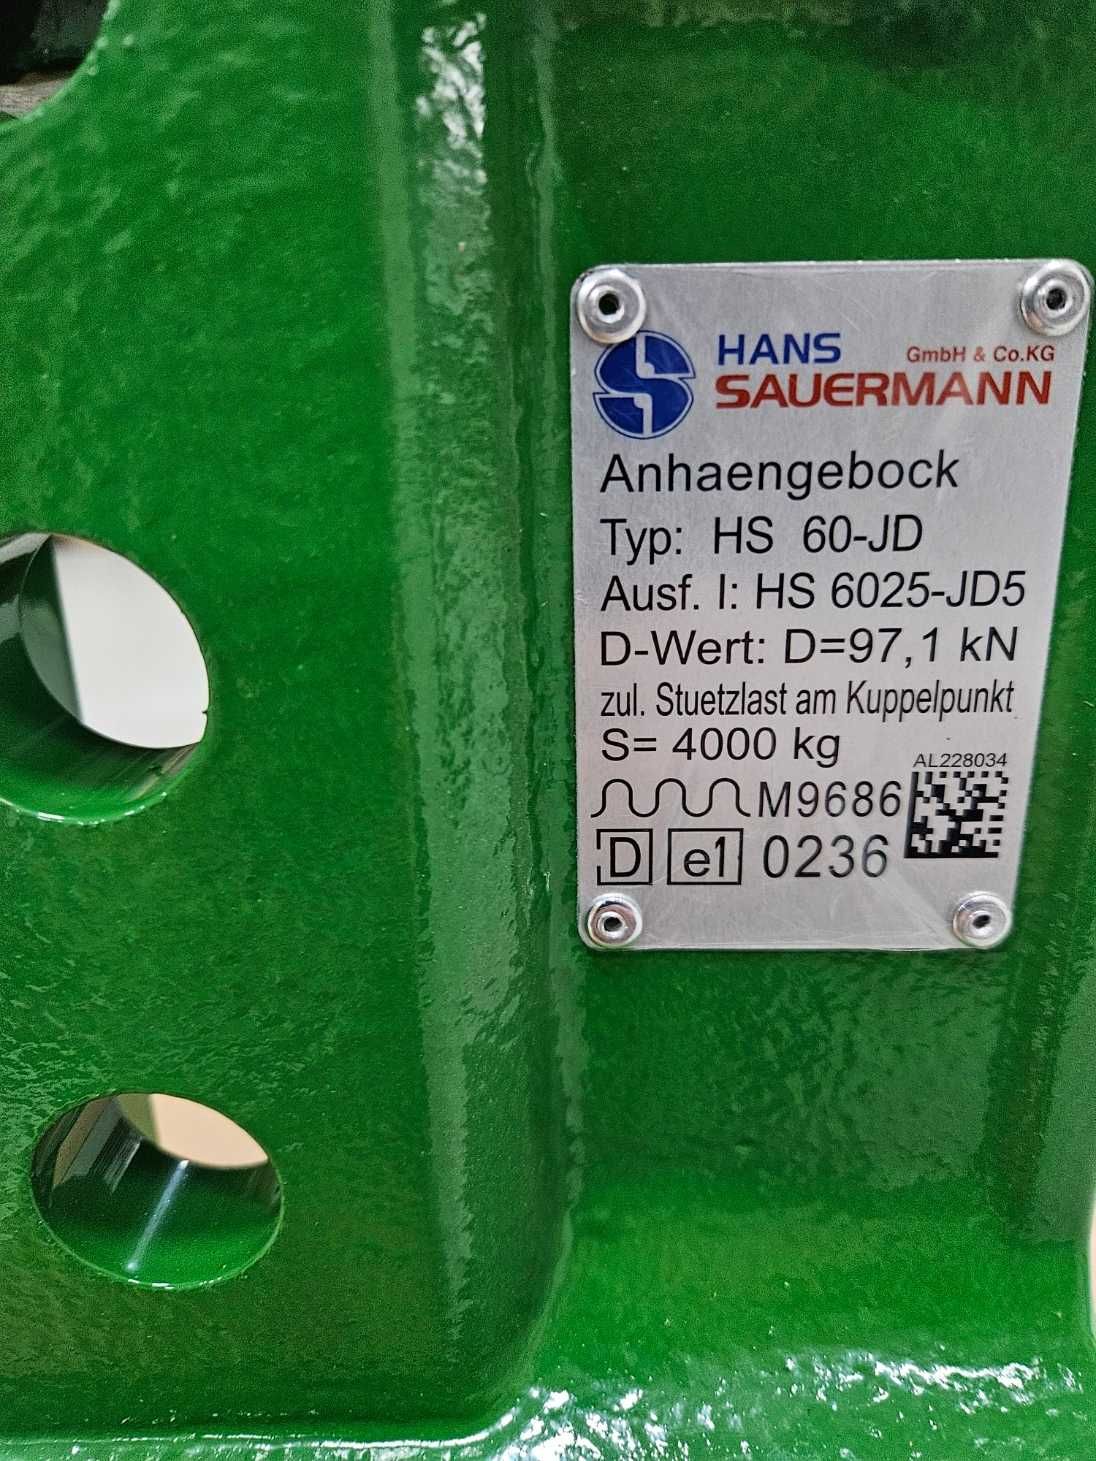 HANS GmbH & Co.KG
SAUERMANN
Anhaengebock
Typ: HS 60-JD
Ausf. I: HS 6025-JD5
D-Wert: D=97,1 kN
zul. Stuetzlast am Kuppelpunkt
S= 4000 kg
AL228034
M9686
D e1 0236